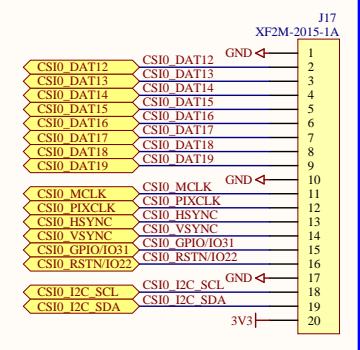 J17
XF2M-2015-1A
GND 1
CSI0_DAT12 CSI0_DAT12 2
CSI0_DAT13 CSI0_DAT13 3
CSI0_DAT14 CSI0_DAT14 4
CSI0_DAT15 CSI0_DAT15 5
CSI0_DAT16 CSI0_DAT16 6
CSI0_DAT17 CSI0_DAT17 7
CSI0_DAT18 CSI0_DAT18 8
CSI0_DAT19 CSI0_DAT19 9
GND 10
CSI0_MCLK CSI0_MCLK 11
CSI0_PIXCLK CSI0_PIXCLK 12
CSI0_HSYNC CSI0_HSYNC 13
CSI0_VSYNC CSI0_VSYNC 14
CSI0_GPIO/IO31 CSI0_GPIO/IO31 15
CSI0_RSTN/IO22 CSI0_RSTN/IO22 16
GND 17
CSI0_I2C_SCL CSI0_I2C_SCL 18
CSI0_I2C_SDA CSI0_I2C_SDA 19
3V3 20